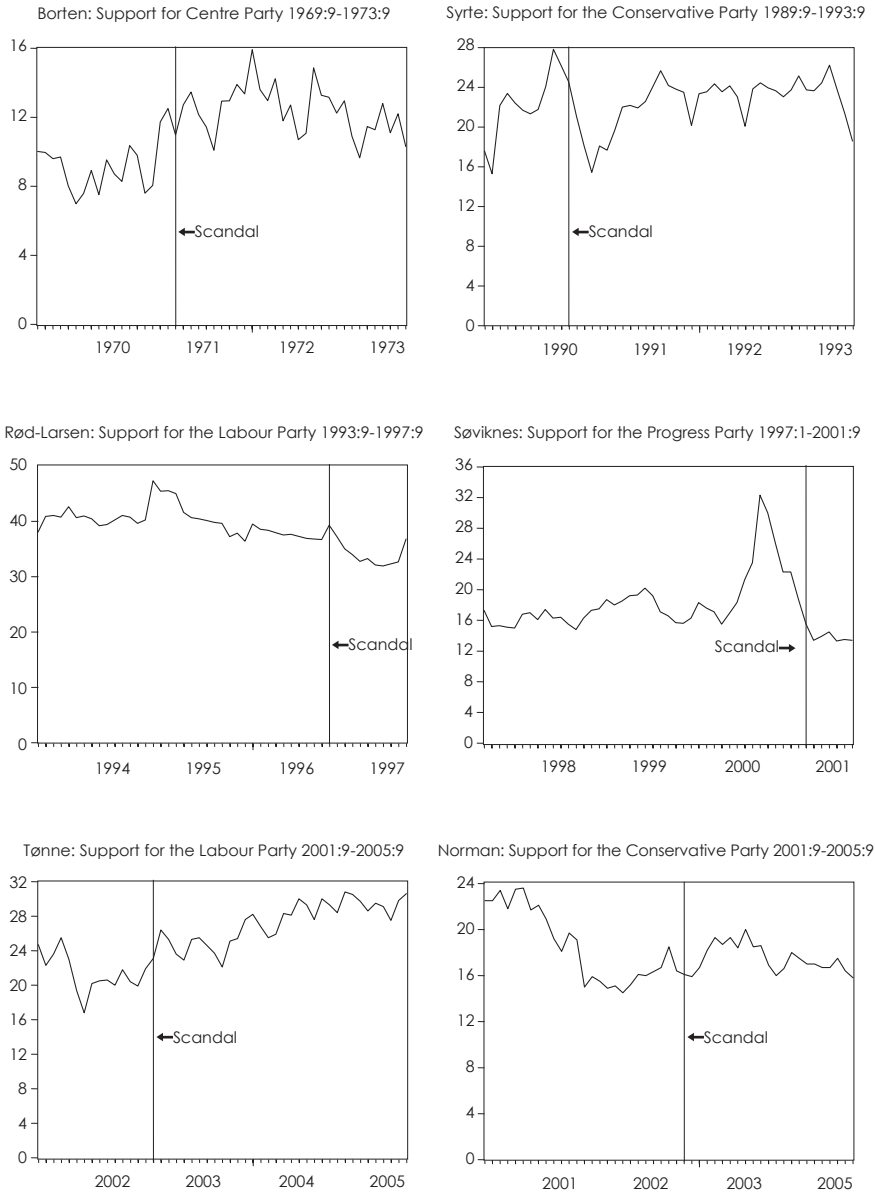 Borten: Support for Centre Party 1969:9-1973:9
16
12
8
4
0
Scandal
1970 1971 1972 1973
Syrte: Support for the Conservative Party 1989:9-1993:9
28
24
20
16
12
8
4
0
Scandal
1990 1991 1992 1993
Rød-Larsen: Support for the Labour Party 1993:9-1997:9
50
40
30
20
10
0
Scandal
1994 1995 1996 1997
Søviknes: Support for the Progress Party 1997:1-2001:9
36
32
28
24
20
16
12
8
4
0
Scandal
1998 1999 2000 2001
Tønne: Support for the Labour Party 2001:9-2005:9
32
28
24
20
16
12
8
4
0
Scandal
2002 2003 2004 2005
Norman: Support for the Conservative Party 2001:9-2005:9
24
20
16
12
8
4
0
Scandal
2001 2002 2003 2005